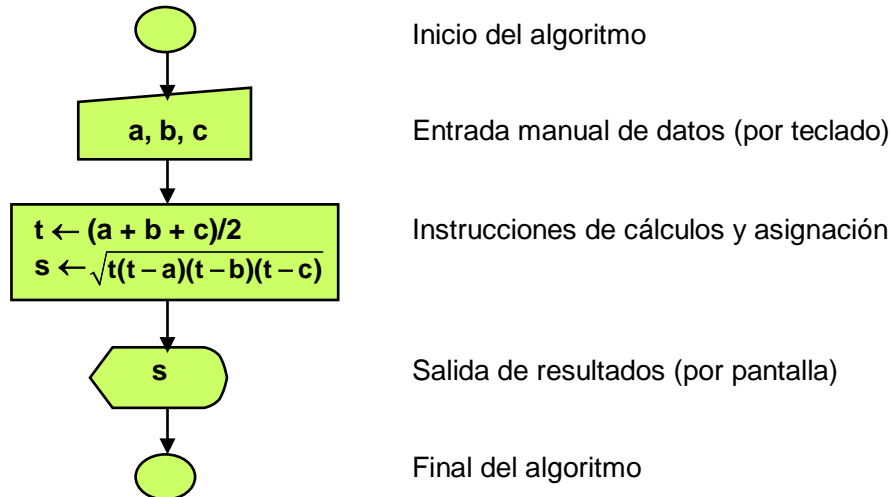 Inicio del algoritmo
a, b, c
Entrada manual de datos (por teclado)
t ← (a + b + c)/2
s ← √t(t − a)(t − b)(t − c)
Instrucciones de cálculos y asignación
s
Salida de resultados (por pantalla)
Final del algoritmo